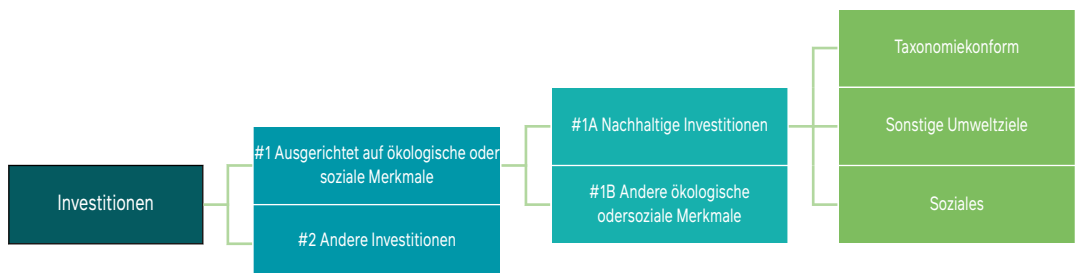 Investitionen
#1 Ausgerichtet auf ökologische oder
soziale Merkmale
#2 Andere Investitionen
#1A Nachhaltige Investitionen
#1B Andere ökologische
odersoziale Merkmale
Taxonomiekonform
Sonstige Umweltziele
Soziales